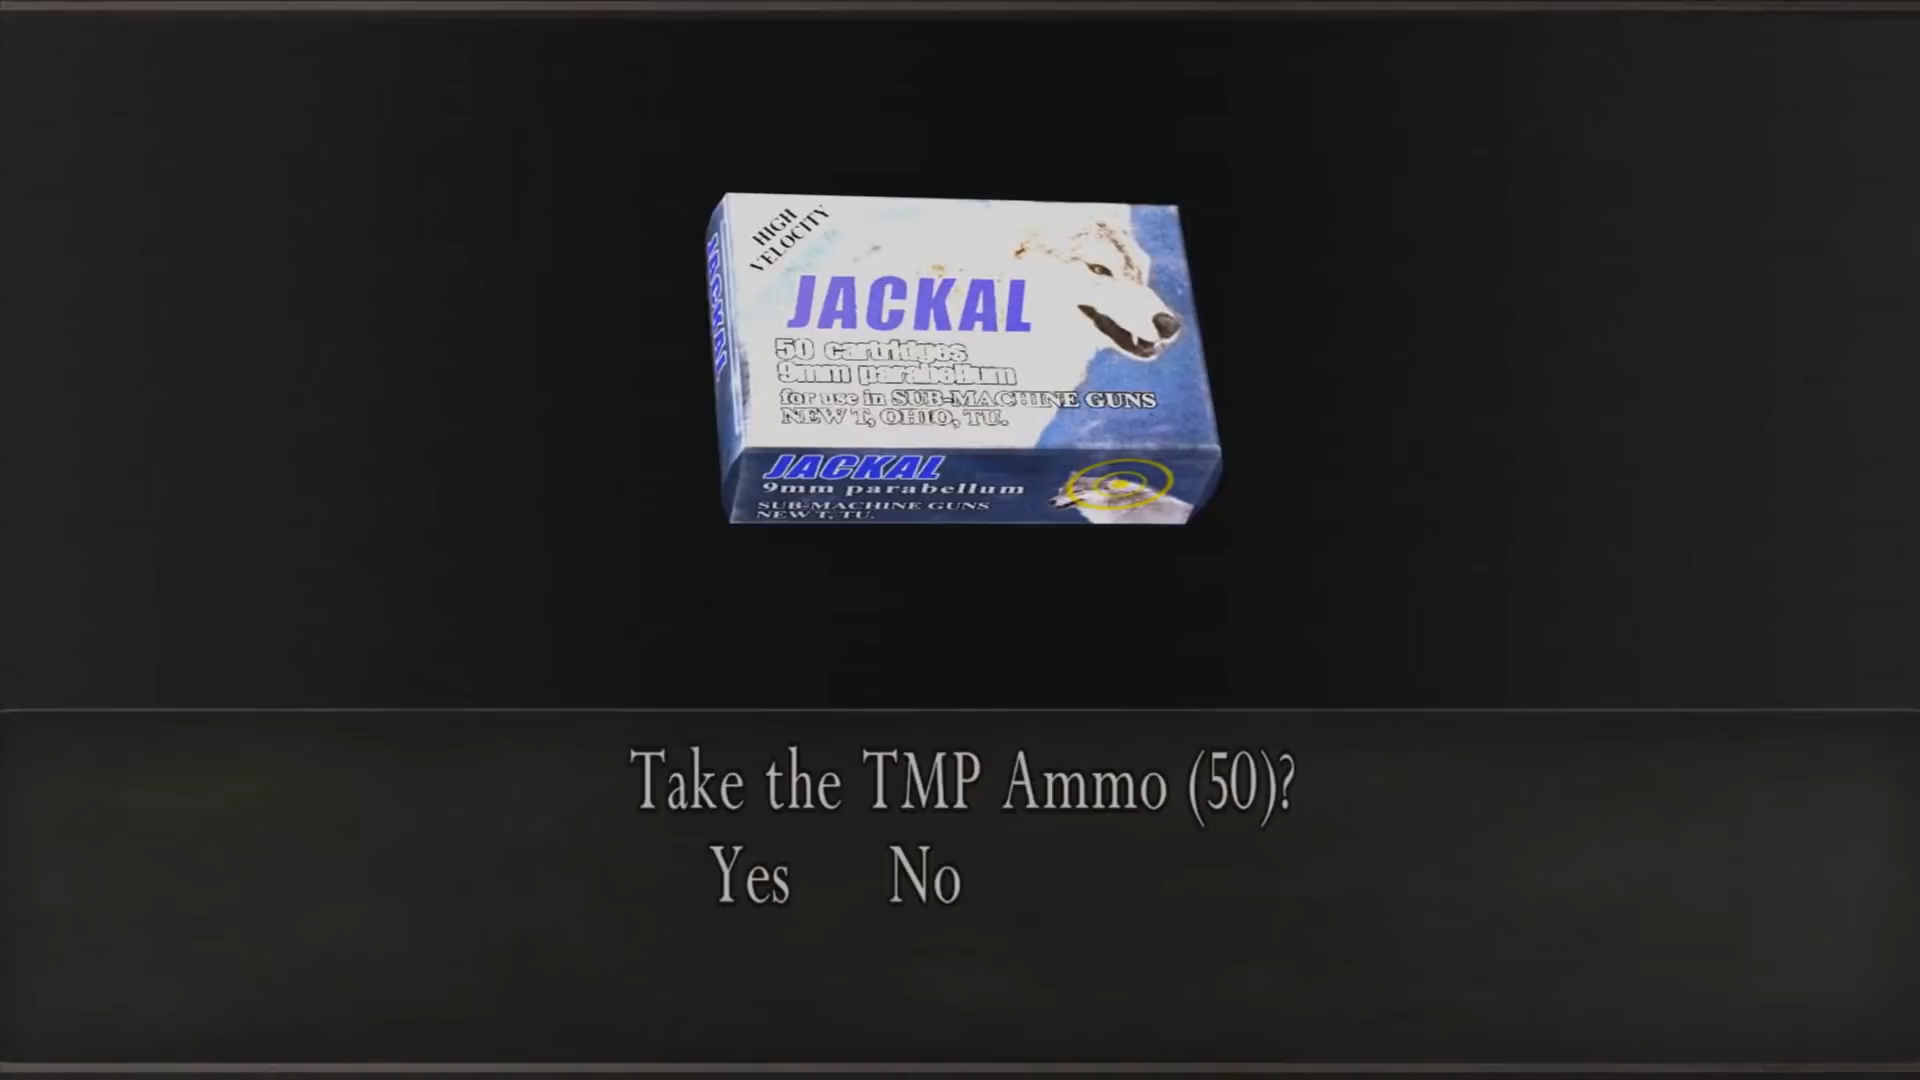 HIGH
VELOCITY
JACKAL
50 cartridges
9mm parabellum
for use in SUB-MACHINE GUNS
NEW T, OHIO, TU.
JACKAL
JACKAL
9mm parabellum
SUB-MACHINE GUNS
NEW T, TU.
Take the TMP Ammo (50)?
Yes No